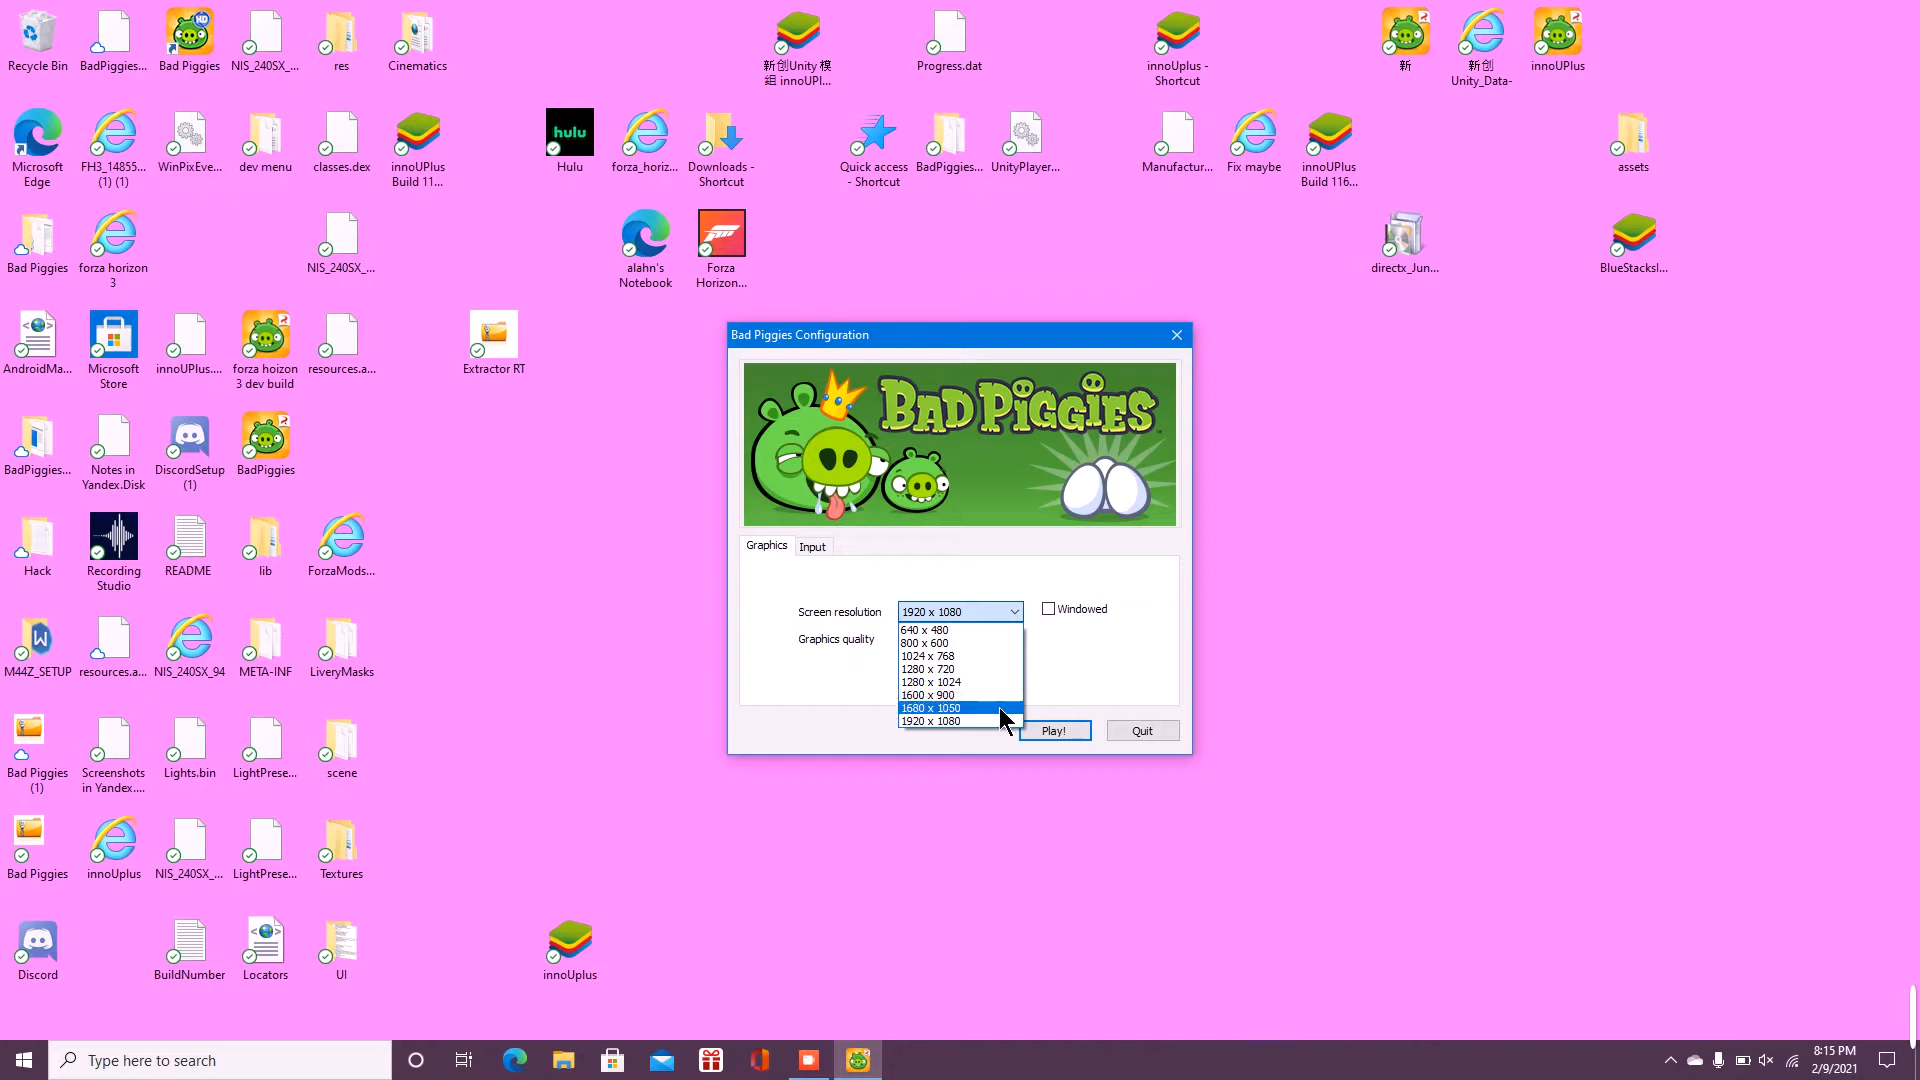 Recycle Bin
BadPiggies...
Bad Piggies
NIS_240SX_...
res
Cinematics
新创Unity 模
组 innoUPl...
Progress.dat
innoUplus -
Shortcut
新
新创
Unity_Data-
innoUPlus
Microsoft
Edge
FH3_14855...
(1) (1)
WinPixEve...
dev menu
classes.dex
innoUPlus
Build 11...
hulu
Hulu
forza_horiz...
Downloads -
Shortcut
Quick access
- Shortcut
BadPiggies...
UnityPlayer...
Manufactur...
Fix maybe
innoUPlus
Build 116...
assets
Bad Piggies
forza horizon
3
NIS_240SX_...
alahn's
Notebook
Forza
Horizon...
directx_Jun...
BlueStacksI...
AndroidMa...
Microsoft
Store
innoUPlus....
forza hoizon
3 dev build
resources.a...
Extractor RT
BadPiggies...
Notes in
Yandex.Disk
DiscordSetup
(1)
BadPiggies
Hack
Recording
Studio
README
lib
ForzaMods...
M44Z_SETUP
resources.a...
NIS_240SX_94
META-INF
LiveryMasks
Bad Piggies
(1)
Screenshots
in Yandex....
Lights.bin
LightPrese...
scene
Bad Piggies
innoUplus
NIS_240SX_...
LightPrese...
Textures
Discord
BuildNumber
Locators
UI
innoUplus
Bad Piggies Configuration
BAD PIGGIES
Graphics
Input
Screen resolution
1920 x 1080
Windowed
Graphics quality
640 x 480
800 x 600
1024 x 768
1280 x 720
1280 x 1024
1600 x 900
1680 x 1050
1920 x 1080
Play!
Quit
Type here to search
8:15 PM
2/9/2021